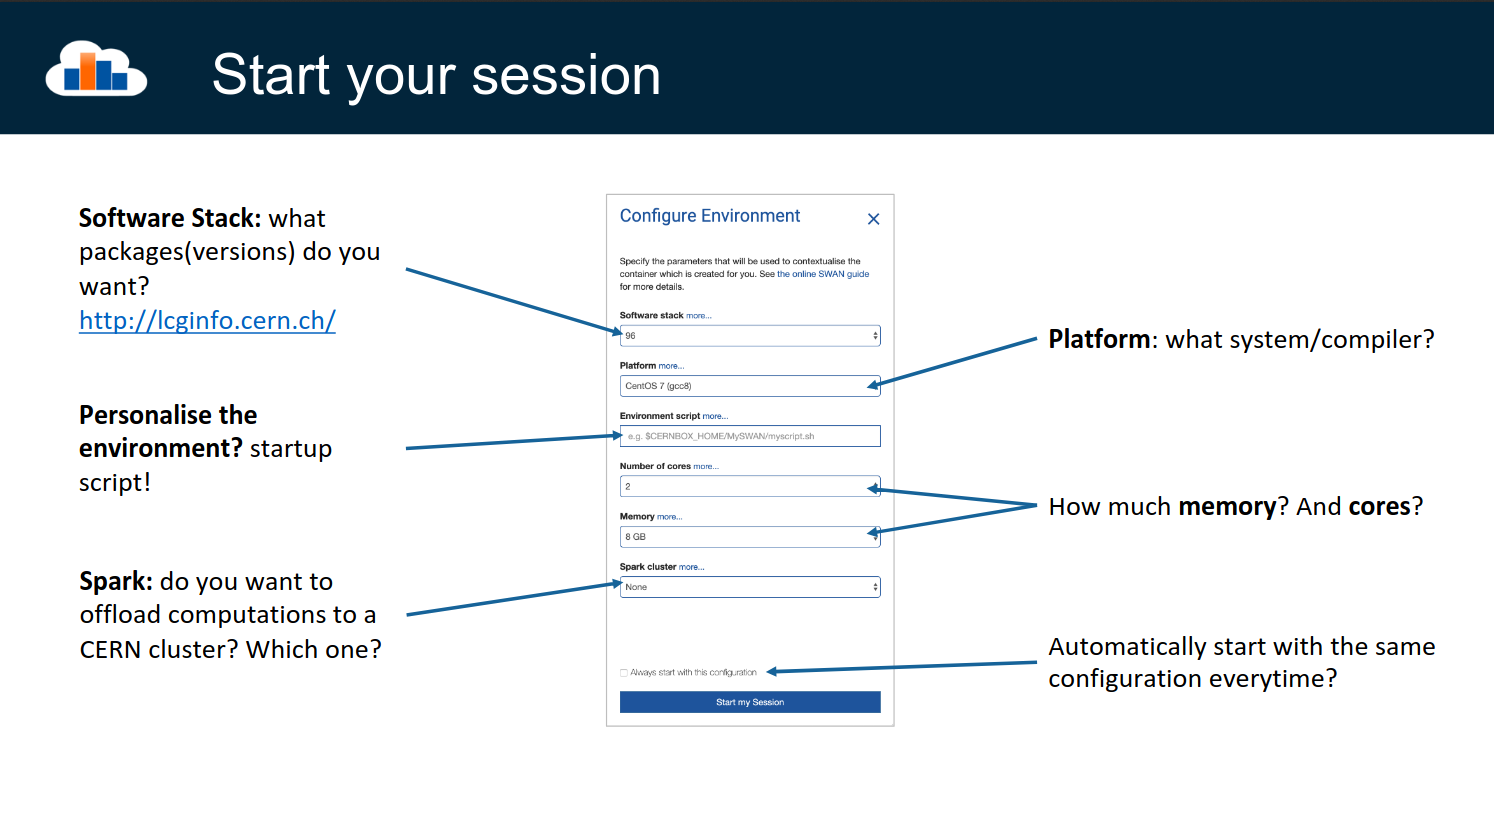 Start your session
Software Stack: what
packages(versions) do you
want?
http://lcginfo.cern.ch/
Personalise the
environment? startup
script!
Spark: do you want to
offload computations to a
CERN cluster? Which one?
Configure Environment
Specify the parameters that will be used to contextualise the
container which is created for you. See the online SWAN guide
for more details.
Software stack more...
96
Platform more...
CentOS 7 (gcc8)
Environment script more...
e.g. $CERNBOX_HOME/MySWAN/myscript.sh
Number of cores more...
2
Memory more...
8 GB
Spark cluster more...
None
Always start with this configuration
Start my Session
Platform: what system/compiler?
How much memory? And cores?
Automatically start with the same
configuration everytime?